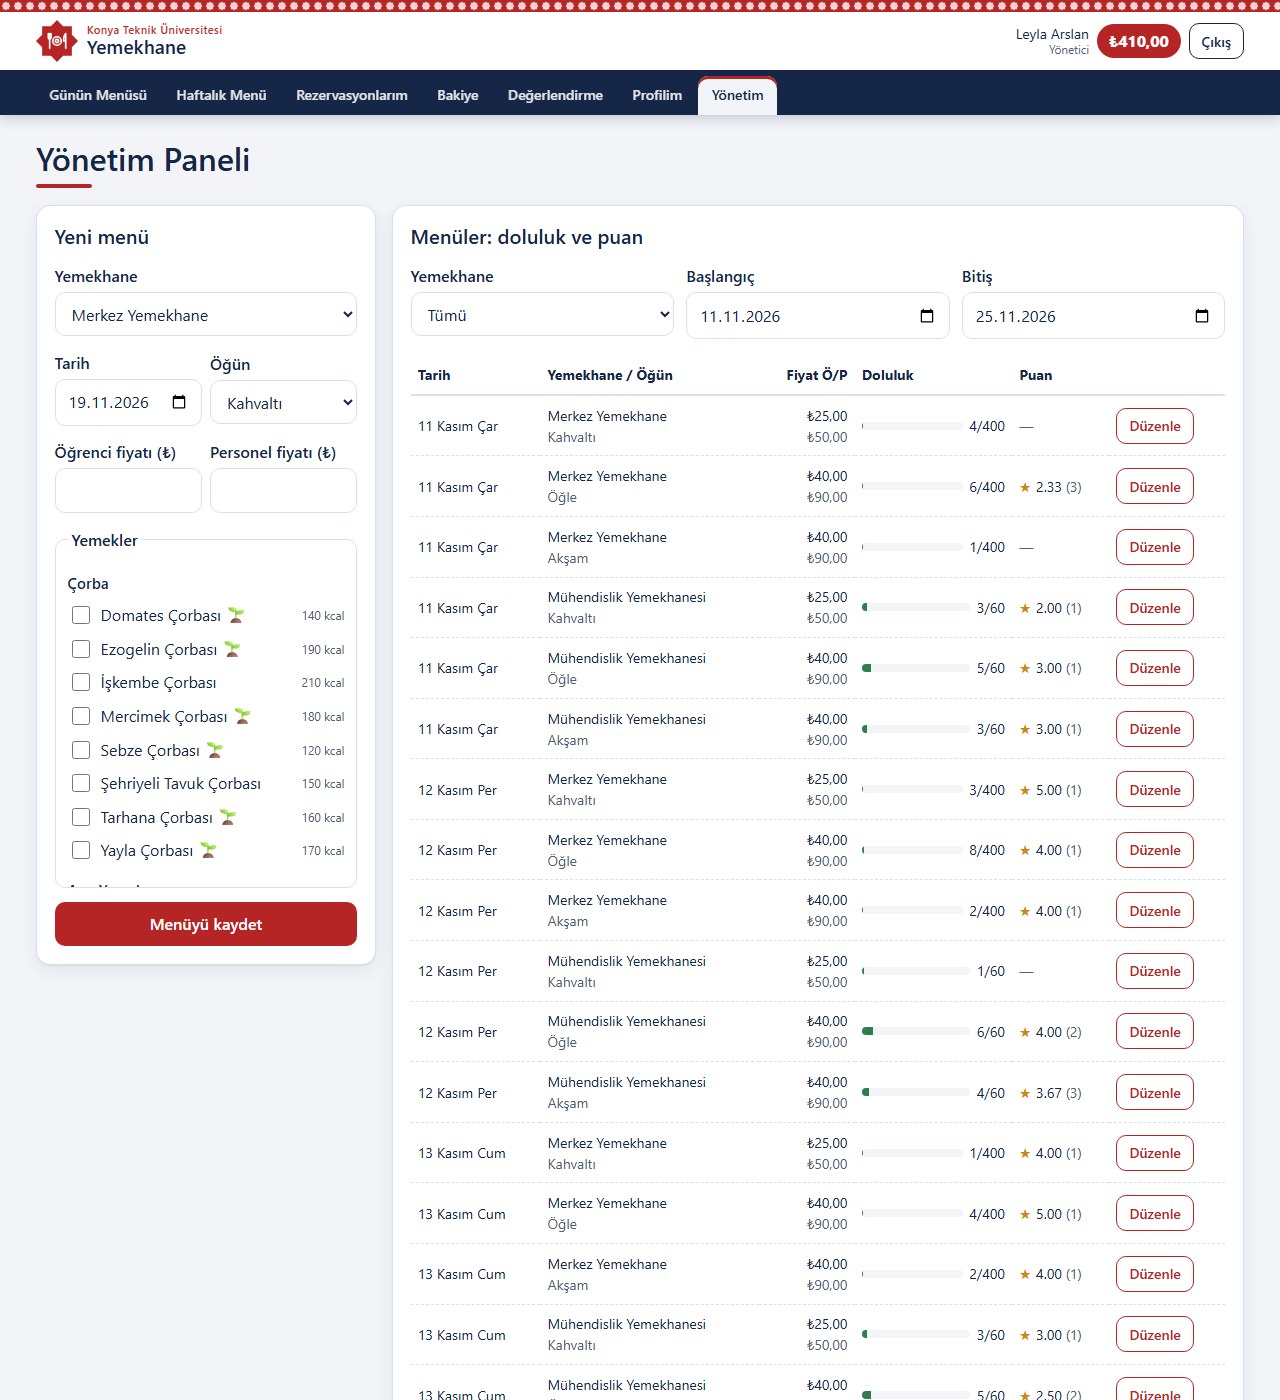 Konya Teknik Üniversitesi
Yemekhane
Leyla Arslan
Yönetici
₺410,00
Çıkış
Günün Menüsü
Haftalık Menü
Rezervasyonlarım
Bakiye
Değerlendirme
Profilim
Yönetim
Yönetim Paneli
Yeni menü
Yemekhane
Merkez Yemekhane
Tarih
Öğün
19.11.2026
Kahvaltı
Öğrenci fiyatı (₺)
Personel fiyatı (₺)
Yemekler
Çorba
Domates Çorbası 🌱 140 kcal
Ezogelin Çorbası 🌱 190 kcal
İşkembe Çorbası 210 kcal
Mercimek Çorbası 🌱 180 kcal
Sebze Çorbası 🌱 120 kcal
Şehriyeli Tavuk Çorbası 150 kcal
Tarhana Çorbası 🌱 160 kcal
Yayla Çorbası 🌱 170 kcal
Menüyü kaydet
Menüler: doluluk ve puan
Yemekhane Başlangıç Bitiş
Tümü 11.11.2026 25.11.2026
Tarih Yemekhane / Öğün Fiyat Ö/P Doluluk Puan
11 Kasım Çar Merkez Yemekhane ₺25,00 4/400 — Düzenle
Kahvaltı ₺50,00
11 Kasım Çar Merkez Yemekhane ₺40,00 6/400 ★ 2.33 (3) Düzenle
Öğle ₺90,00
11 Kasım Çar Merkez Yemekhane ₺40,00 1/400 — Düzenle
Akşam ₺90,00
11 Kasım Çar Mühendislik Yemekhanesi ₺25,00 3/60 ★ 2.00 (1) Düzenle
Kahvaltı ₺50,00
11 Kasım Çar Mühendislik Yemekhanesi ₺40,00 5/60 ★ 3.00 (1) Düzenle
Öğle ₺90,00
11 Kasım Çar Mühendislik Yemekhanesi ₺40,00 3/60 ★ 3.00 (1) Düzenle
Akşam ₺90,00
12 Kasım Per Merkez Yemekhane ₺25,00 3/400 ★ 5.00 (1) Düzenle
Kahvaltı ₺50,00
12 Kasım Per Merkez Yemekhane ₺40,00 8/400 ★ 4.00 (1) Düzenle
Öğle ₺90,00
12 Kasım Per Merkez Yemekhane ₺40,00 2/400 ★ 4.00 (1) Düzenle
Akşam ₺90,00
12 Kasım Per Mühendislik Yemekhanesi ₺25,00 1/60 — Düzenle
Kahvaltı ₺50,00
12 Kasım Per Mühendislik Yemekhanesi ₺40,00 6/60 ★ 4.00 (2) Düzenle
Öğle ₺90,00
12 Kasım Per Mühendislik Yemekhanesi ₺40,00 4/60 ★ 3.67 (3) Düzenle
Akşam ₺90,00
13 Kasım Cum Merkez Yemekhane ₺25,00 1/400 ★ 4.00 (1) Düzenle
Kahvaltı ₺50,00
13 Kasım Cum Merkez Yemekhane ₺40,00 4/400 ★ 5.00 (1) Düzenle
Öğle ₺90,00
13 Kasım Cum Merkez Yemekhane ₺40,00 2/400 ★ 4.00 (1) Düzenle
Akşam ₺90,00
13 Kasım Cum Mühendislik Yemekhanesi ₺25,00 3/60 ★ 3.00 (1) Düzenle
Kahvaltı ₺50,00
13 Kasım Cum Mühendislik Yemekhanesi ₺40,00 5/60 ★ 2.50 (2) Düzenle